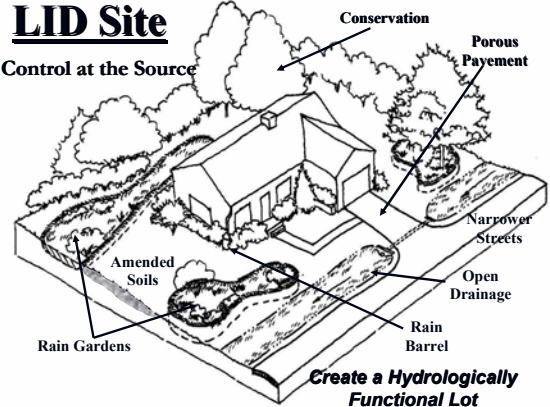 LID Site
Control at the Source
Conservation
Porous
Pavement
Narrower
Streets
Amended
Soils
Open
Drainage
Rain Gardens
Rain
Barrel
Create a Hydrologically
Functional Lot